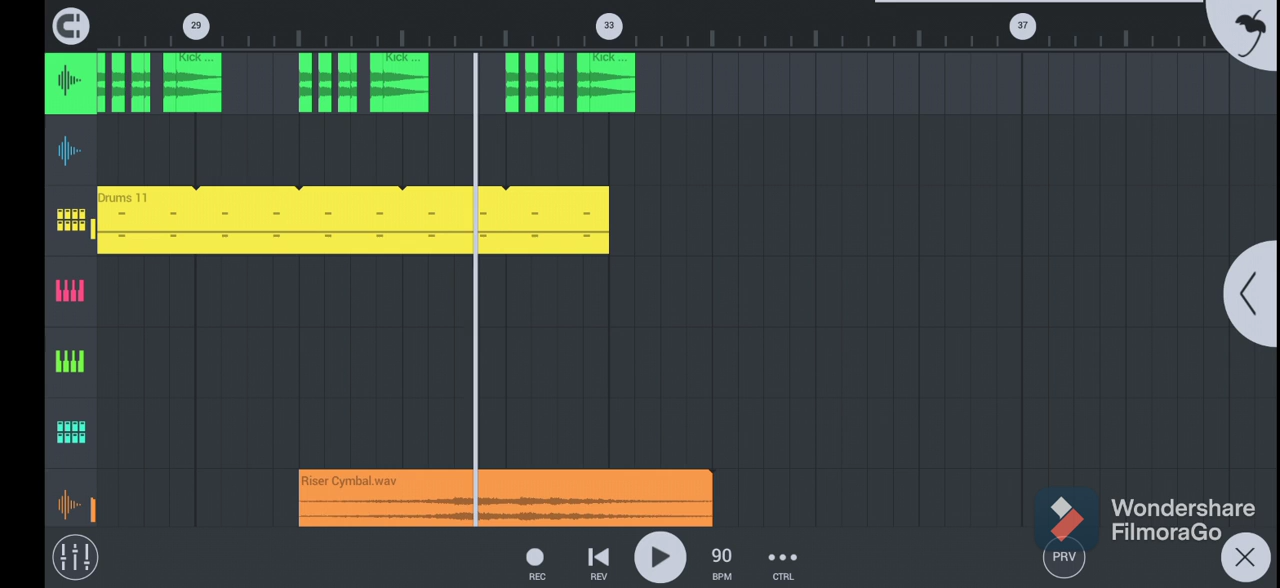 29
33
37
Kick ...
Kick ...
Kick ...
Drums 11
Riser Cymbal.wav
Wondershare
FilmoraGo
90
REC
REV
BPM
CTRL
PRV